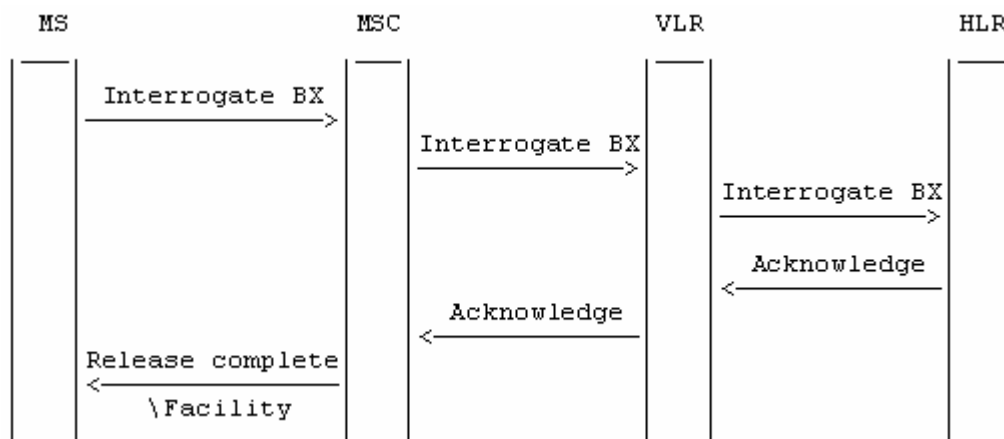 MS MSC VLR HLR
Interrogate BX
Interrogate BX
Interrogate BX
Acknowledge
Acknowledge
Release complete
\Facility